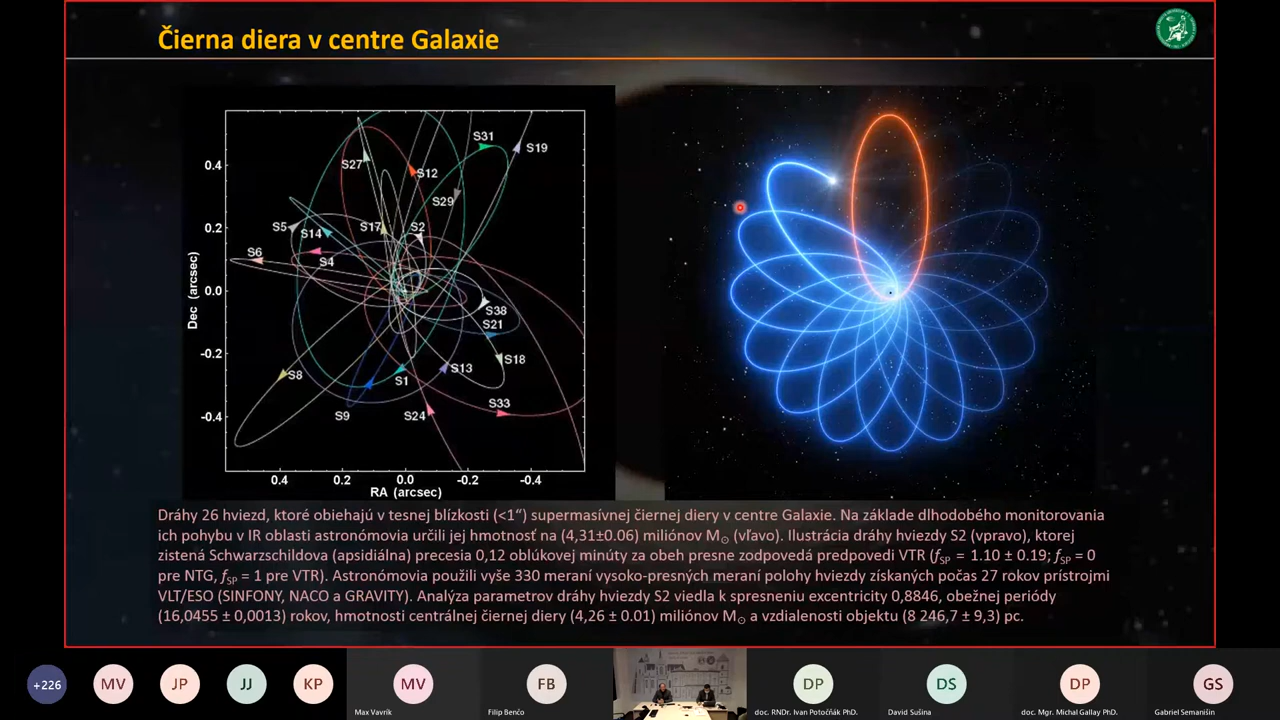 Čierna diera v centre Galaxie
S31
S19
S27
S12
S29
S5
S14
S17
S2
S6
S4
S38
S21
S18
S8
S1
S13
S9
S24
S33
0.4
0.2
0.0
-0.2
-0.4
Dec (arcsec)
0.4 0.2 0.0 -0.2 -0.4
RA (arcsec)
Dráhy 26 hviezd, ktoré obiehajú v tesnej blízkosti (<1“) supermasívnej čiernej diery v centre Galaxie. Na základe dlhodobého monitorovania
ich pohybu v IR oblasti astronómovia určili jej hmotnosť na (4,31±0.06) miliónov M☉ (vľavo). Ilustrácia dráhy hviezdy S2 (vpravo), ktorej
zistená Schwarzschildova (apsidiálna) precesia 0,12 oblúkovej minúty za obeh presne zodpovedá predpovedi VTR (fSP = 1.10 ± 0.19; fSP = 0
pre NTG, fSP = 1 pre VTR). Astronómovia použili vyše 330 meraní vysoko-presných meraní polohy hviezdy získaných počas 27 rokov prístrojmi
VLT/ESO (SINFONY, NACO a GRAVITY). Analýza parametrov dráhy hviezdy S2 viedla k spresneniu excentricity 0,8846, obežnej periódy
(16,0455 ± 0,0013) rokov, hmotnosti centrálnej čiernej diery (4,26 ± 0.01) miliónov M☉ a vzdialenosti objektu (8 246,7 ± 9,3) pc.
+226 MV JP JJ KP MV FB DP DS DP GS
Max Vavrík Filip Benčo doc. RNDr. Ivan Potočňák PhD. David Sušina doc. Mgr. Michal Gallay PhD. Gabriel Semanišin